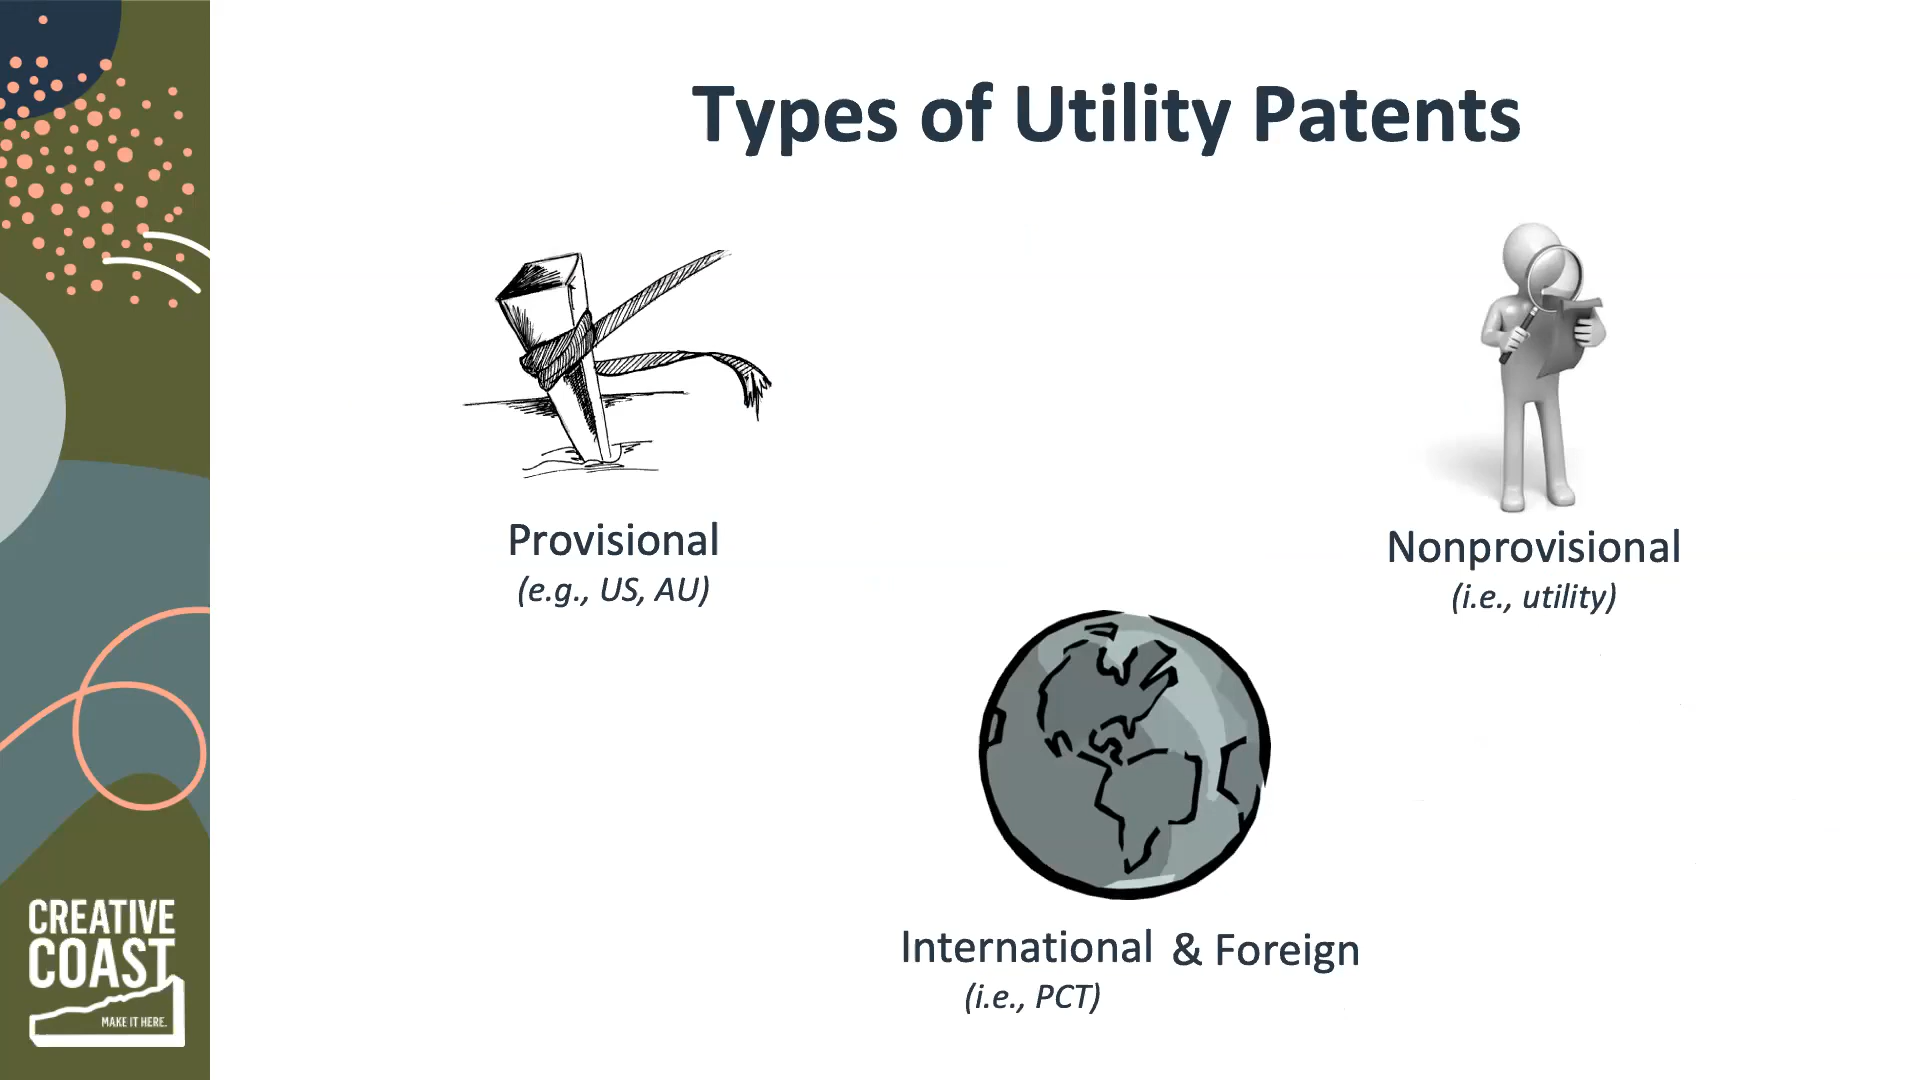 Types of Utility Patents
Provisional
(e.g., US, AU)
Nonprovisional
(i.e., utility)
International & Foreign
(i.e., PCT)
CREATIVE
COAST
MAKE IT HERE.